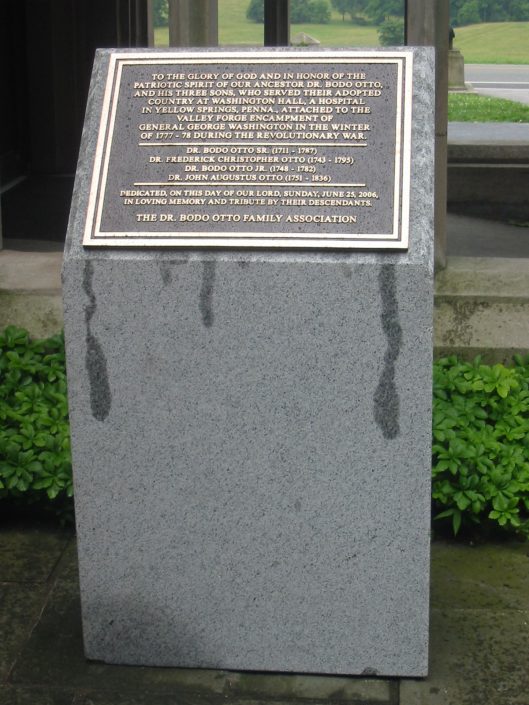 TO THE GLORY OF GOD AND IN HONOR OF THE
PATRIOTIC SPIRIT OF OUR ANCESTOR DR. BODO OTTO,
AND HIS THREE SONS, WHO SERVED THEIR ADOPTED
COUNTRY AT WASHINGTON HALL, A HOSPITAL
IN YELLOW SPRINGS, PENNA., ATTACHED TO THE
VALLEY FORGE ENCAMPMENT OF
GENERAL GEORGE WASHINGTON IN THE WINTER
OF 1777 - 78 DURING THE REVOLUTIONARY WAR.
DR. BODO OTTO SR. (1711 - 1787)
DR. FREDERICK CHRISTOPHER OTTO (1743 - 1795)
DR. BODO OTTO JR. (1748 - 1782)
DR. JOHN AUGUSTUS OTTO (1751 - 1836)
DEDICATED, ON THIS DAY OF OUR LORD, SUNDAY, JUNE 25, 2006,
IN LOVING MEMORY AND TRIBUTE BY THEIR DESCENDANTS.
THE DR. BODO OTTO FAMILY ASSOCIATION